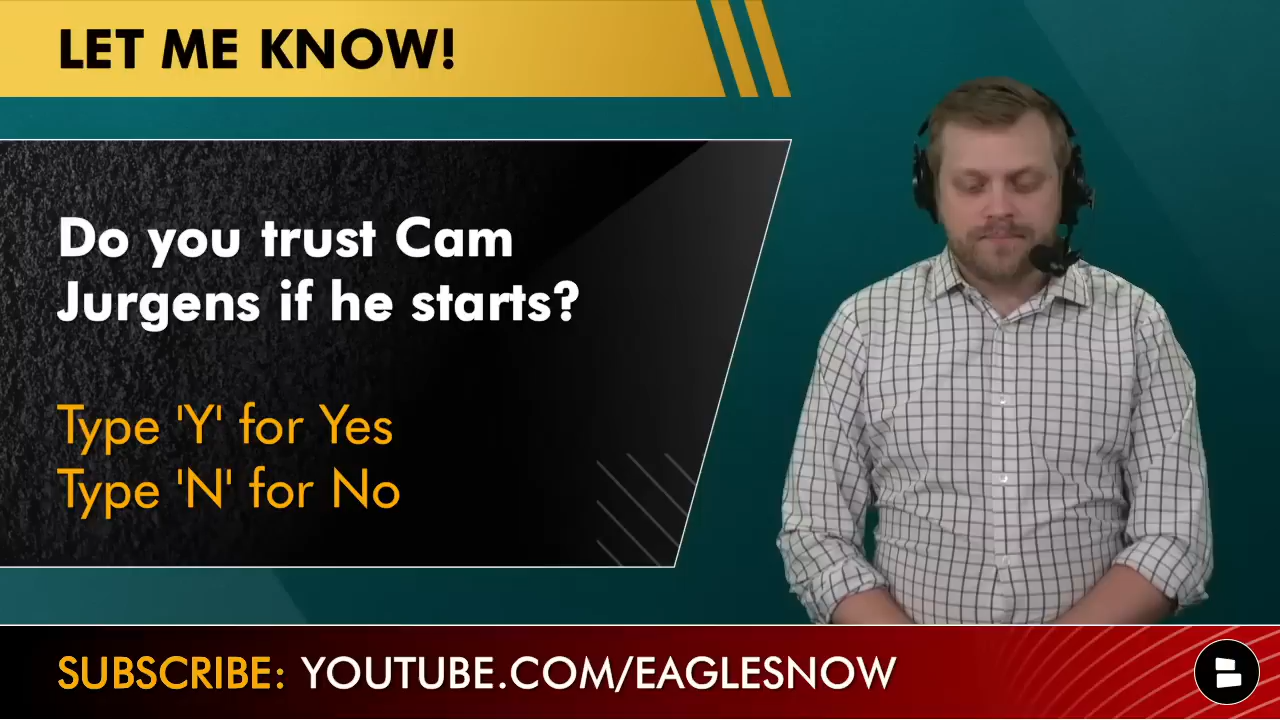 LET ME KNOW!
Do you trust Cam
Jurgens if he starts?
Type 'Y' for Yes
Type 'N' for No
SUBSCRIBE: YOUTUBE.COM/EAGLESNOW